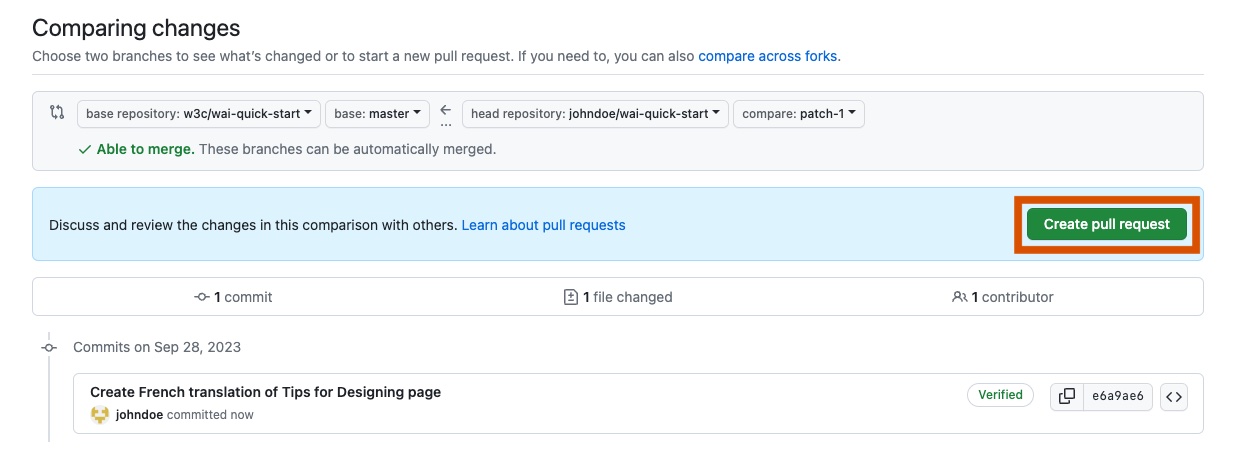 Comparing changes
Choose two branches to see what's changed or to start a new pull request. If you need to, you can also compare across forks.
base repository: w3c/wai-quick-start base: master ← ... head repository: johndoe/wai-quick-start compare: patch-1
✓ Able to merge. These branches can be automatically merged.
Discuss and review the changes in this comparison with others. Learn about pull requests Create pull request
1 commit 1 file changed 1 contributor
Commits on Sep 28, 2023
Create French translation of Tips for Designing page Verified e6a9ae6
johndoe committed now